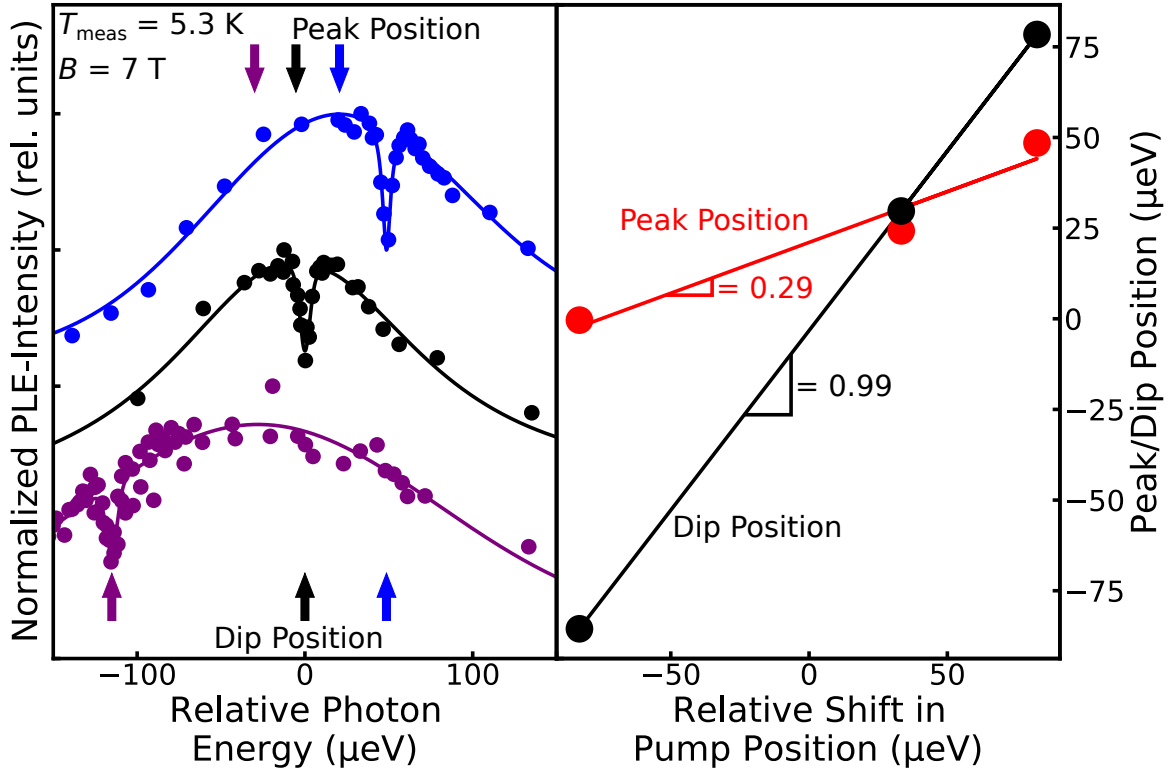 T_meas = 5.3 K
B = 7 T
Peak Position
Normalized PLE-Intensity (rel. units)
Dip Position
−100
0
100
Relative Photon
Energy (μeV)
Peak Position
= 0.29
= 0.99
Dip Position
−50
0
50
Relative Shift in
Pump Position (μeV)
75
50
25
0
−25
−50
−75
Peak/Dip Position (μeV)